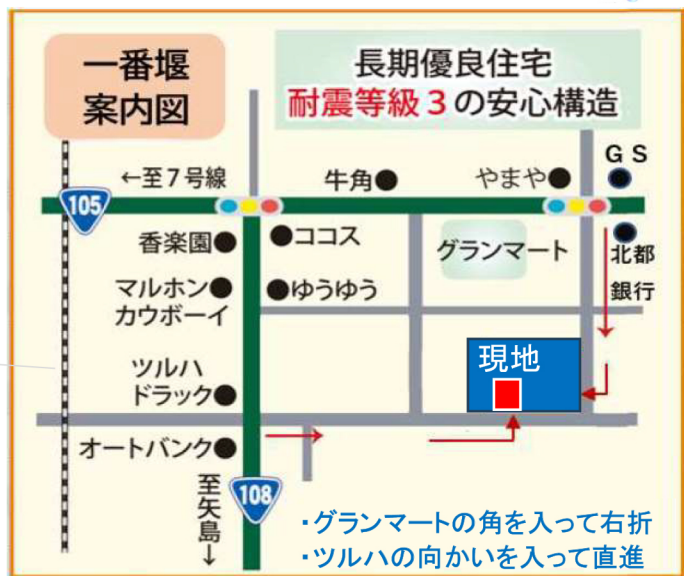 一番堰
案内図
長期優良住宅
耐震等級3の安心構造
←至7号線
牛角●
やまや●
GS
105
香楽園●
●ココス
グランマート
北都
銀行
マルホン●
カウボーイ
●ゆうゆう
現地
ツルハ
ドラック●
オートバンク●
至矢島→
108
・グランマートの角を入って右折
・ツルハの向かいを入って直進